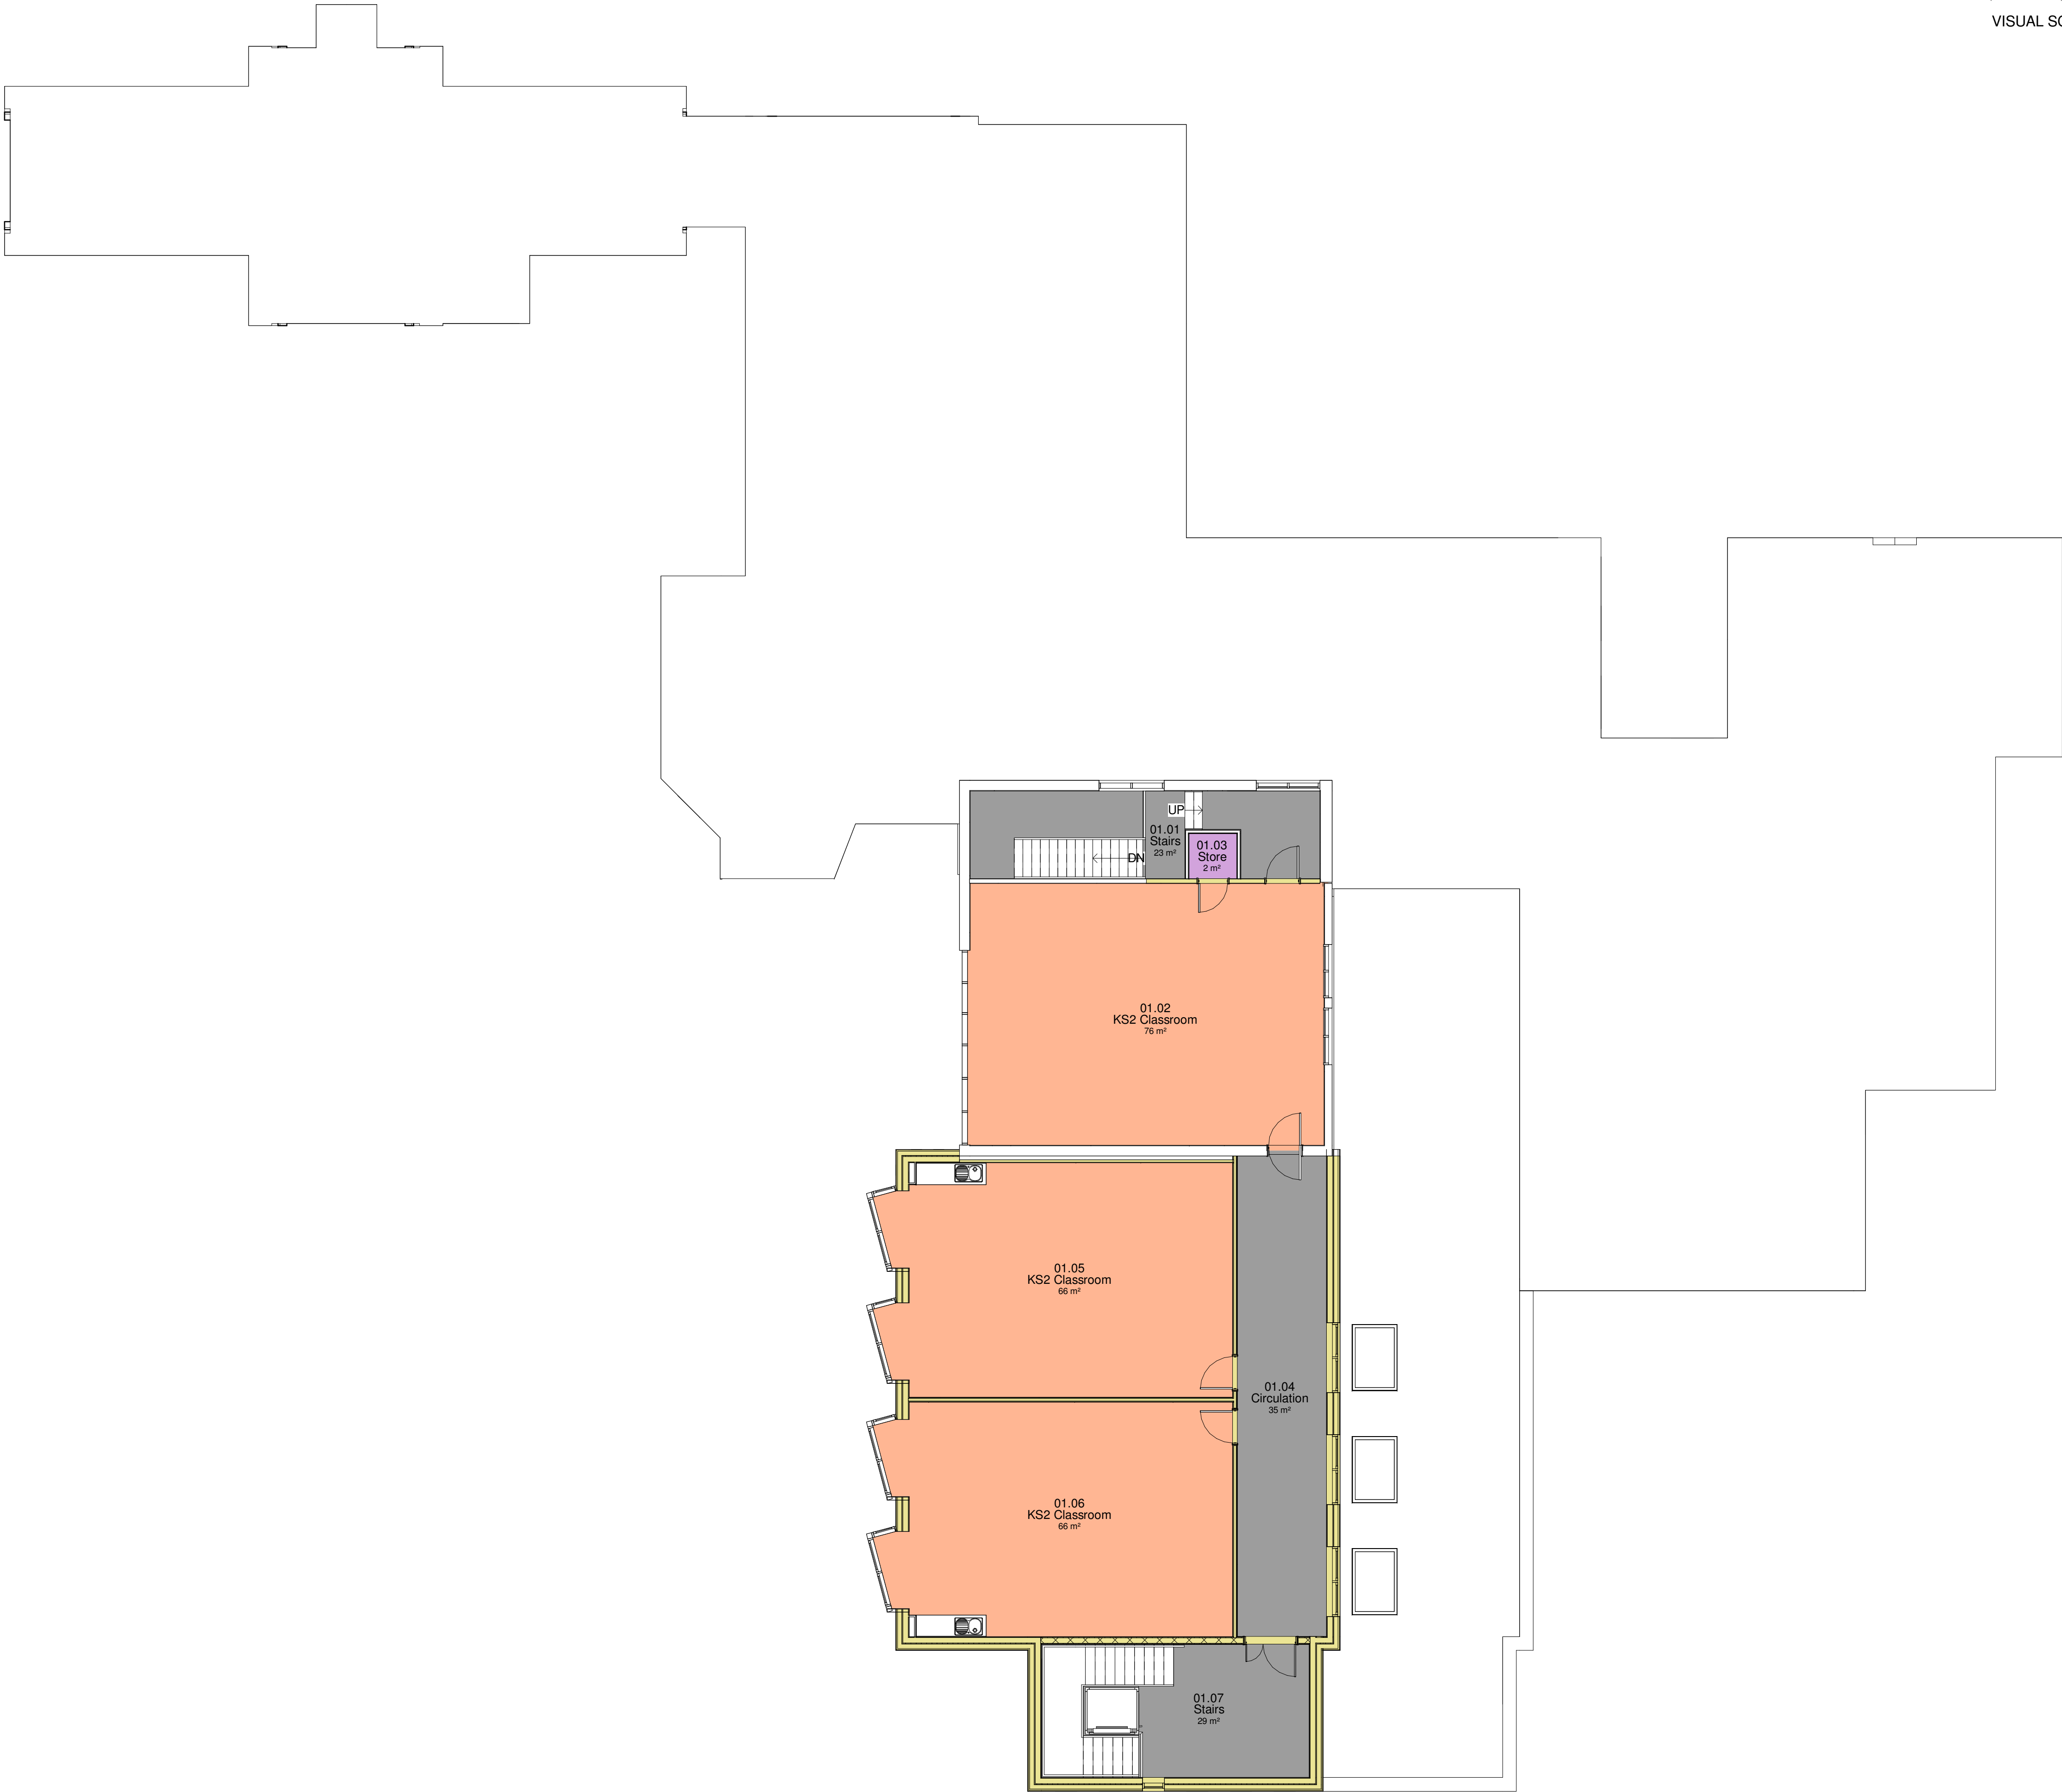 VISUAL SC
UP
01.01
Stairs
23 m²
DN
01.03
Store
2 m²
01.02
KS2 Classroom
76 m²
01.05
KS2 Classroom
66 m²
01.04
Circulation
35 m²
01.06
KS2 Classroom
66 m²
01.07
Stairs
29 m²